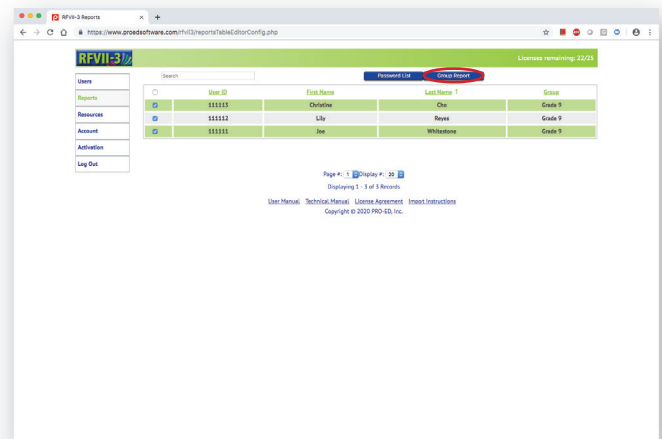 RFVII-3 Reports
https://www.proedsoftware.com/rfvii3/reportsTableEditorConfig.php
RFVII-3
Licenses remaining: 22/25
Users
Reports
Resources
Account
Activation
Log Out
Search
Password List
Group Report
User ID First Name Last Name ↑ Group
111113 Christine Cho Grade 9
111112 Lily Reyes Grade 9
111111 Joe Whitestone Grade 9
Page #: 1 Display #: 20
Displaying 1 - 3 of 3 Records
User Manual Technical Manual License Agreement Import Instructions
Copyright © 2020 PRO-ED, Inc.